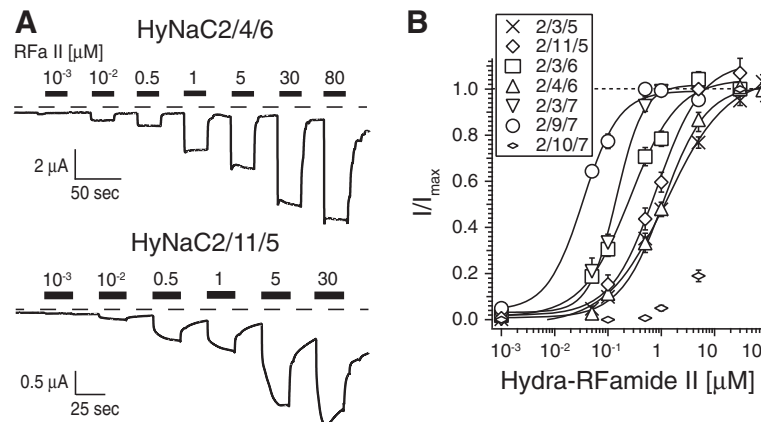 A
HyNaC2/4/6
RFa II [μM]
10⁻³ 10⁻² 0.5 1 5 30 80
2 μA
50 sec
HyNaC2/11/5
10⁻³ 10⁻² 0.5 1 5 30
0.5 μA
25 sec
B
2/3/5
2/11/5
2/3/6
2/4/6
2/3/7
2/9/7
2/10/7
1.0
0.8
0.6
0.4
0.2
0.0
I/Imax
10⁻³ 10⁻² 10⁻¹ 1 10 100
Hydra-RFamide II [μM]